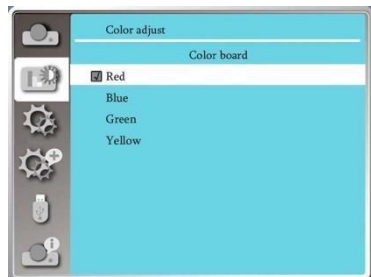 Color adjust
Color board
Red
Blue
Green
Yellow